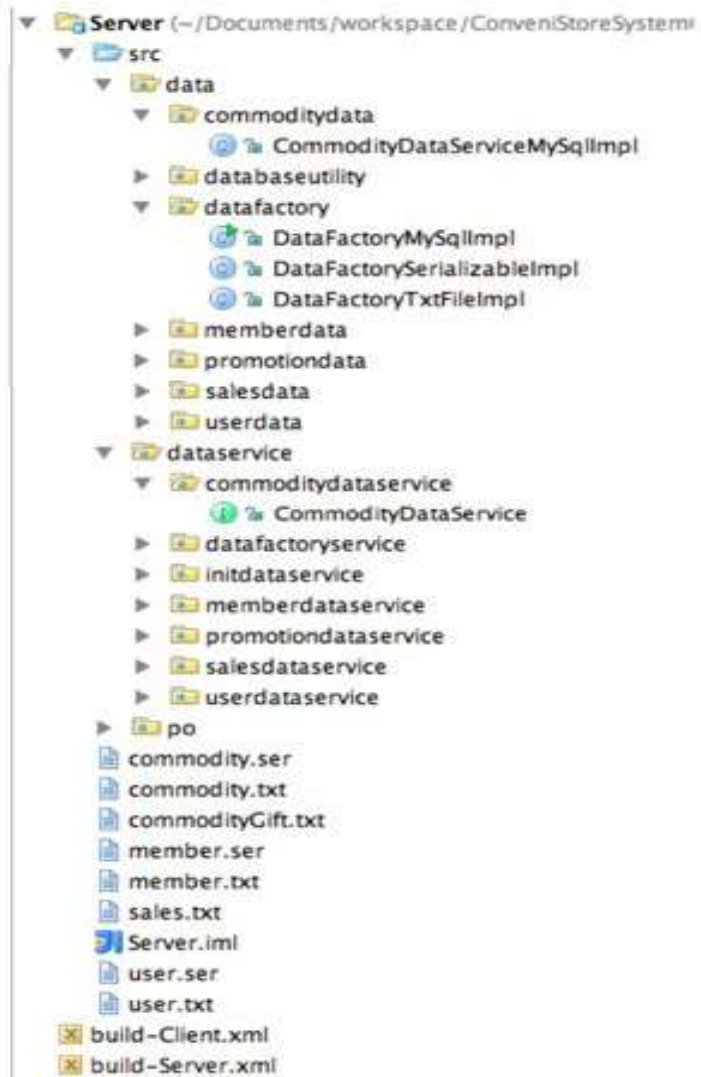 Server (~/Documents/workspace/ConveniStoreSystem
src
data
commoditydata
CommodityDataServiceMySqlImpl
databaseutility
datafactory
DataFactoryMySqlImpl
DataFactorySerializableImpl
DataFactoryTxtFileImpl
memberdata
promotiondata
salesdata
userdata
dataservice
commoditydataservice
CommodityDataService
datafactoryservice
initdataservice
memberdataservice
promotiondataservice
salesdataservice
userdataservice
po
commodity.ser
commodity.txt
commodityGift.txt
member.ser
member.txt
sales.txt
Server.iml
user.ser
user.txt
build-Client.xml
build-Server.xml